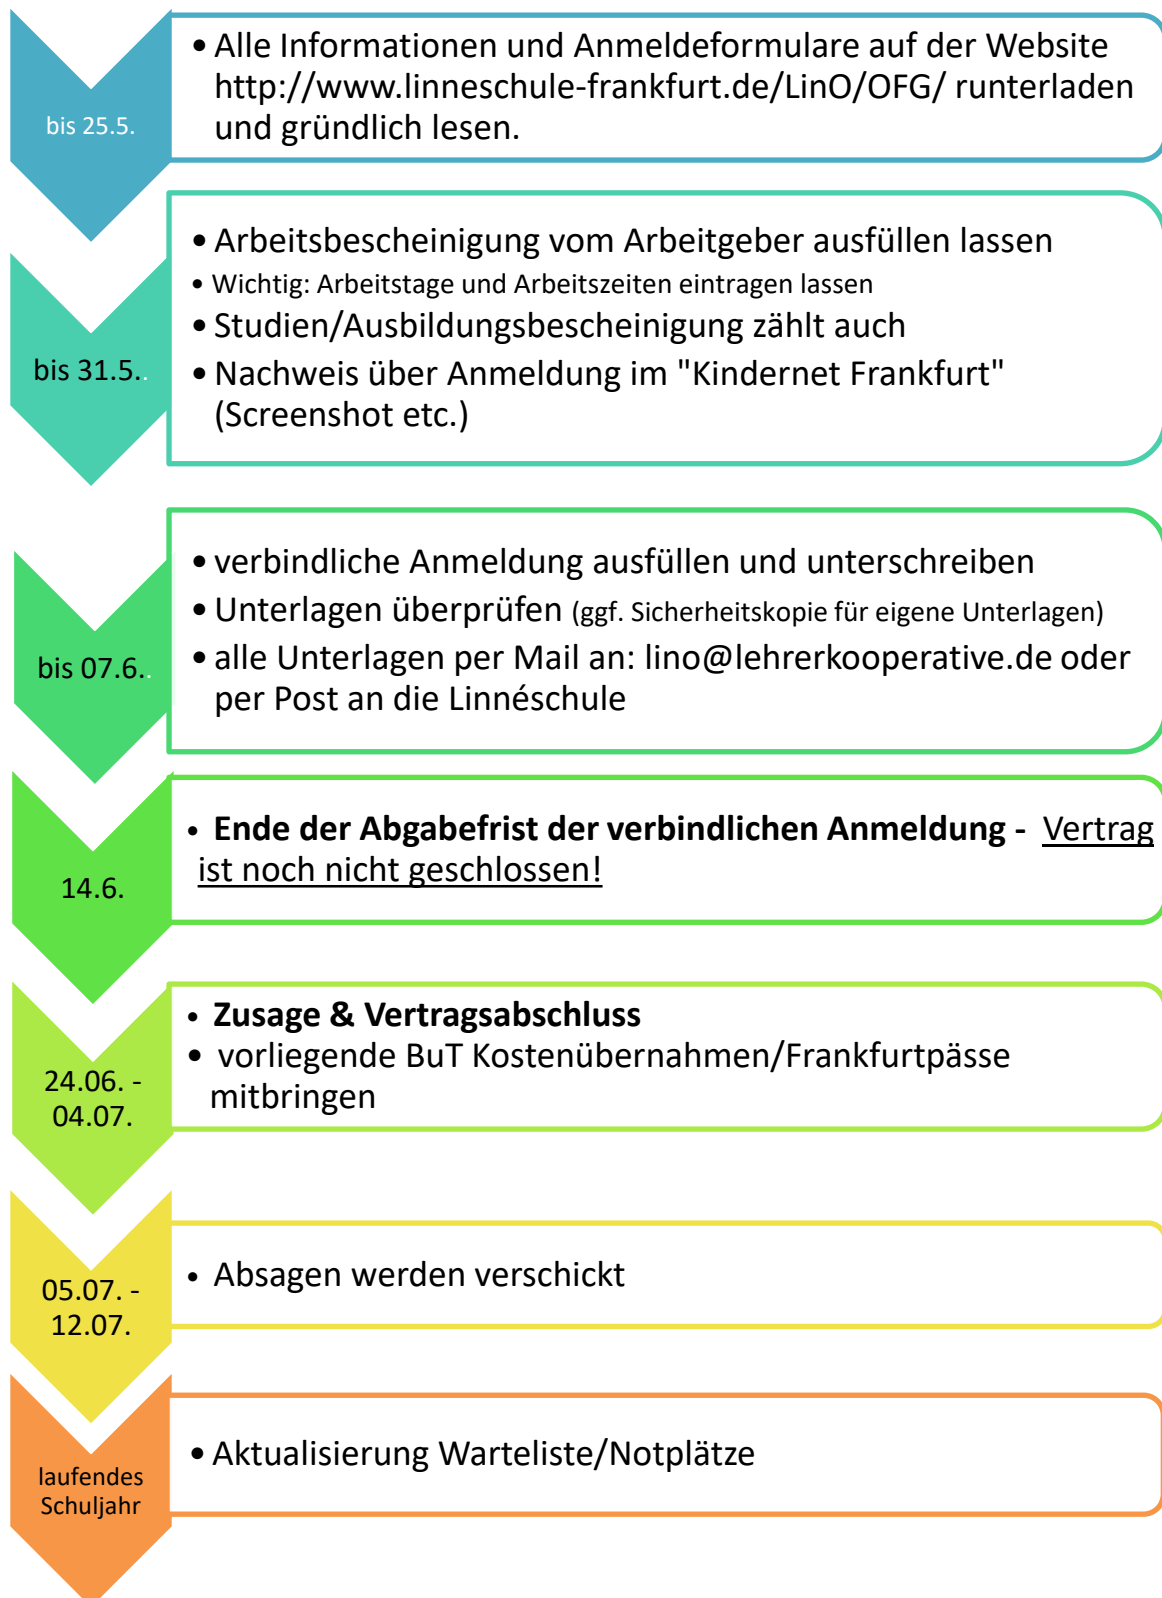 bis 25.5.
• Alle Informationen und Anmeldeformulare auf der Website
http://www.linneschule-frankfurt.de/LinO/OFG/ runterladen
und gründlich lesen.
bis 31.5..
• Arbeitsbescheinigung vom Arbeitgeber ausfüllen lassen
• Wichtig: Arbeitstage und Arbeitszeiten eintragen lassen
• Studien/Ausbildungsbescheinigung zählt auch
• Nachweis über Anmeldung im "Kindernet Frankfurt"
(Screenshot etc.)
bis 07.6..
• verbindliche Anmeldung ausfüllen und unterschreiben
• Unterlagen überprüfen (ggf. Sicherheitskopie für eigene Unterlagen)
• alle Unterlagen per Mail an: lino@lehrerkooperative.de oder
per Post an die Linnéschule
14.6.
• Ende der Abgabefrist der verbindlichen Anmeldung - Vertrag
ist noch nicht geschlossen!
24.06. -
04.07.
• Zusage & Vertragsabschluss
• vorliegende BuT Kostenübernahmen/Frankfurtpässe
mitbringen
05.07. -
12.07.
• Absagen werden verschickt
laufendes
Schuljahr
• Aktualisierung Warteliste/Notplätze